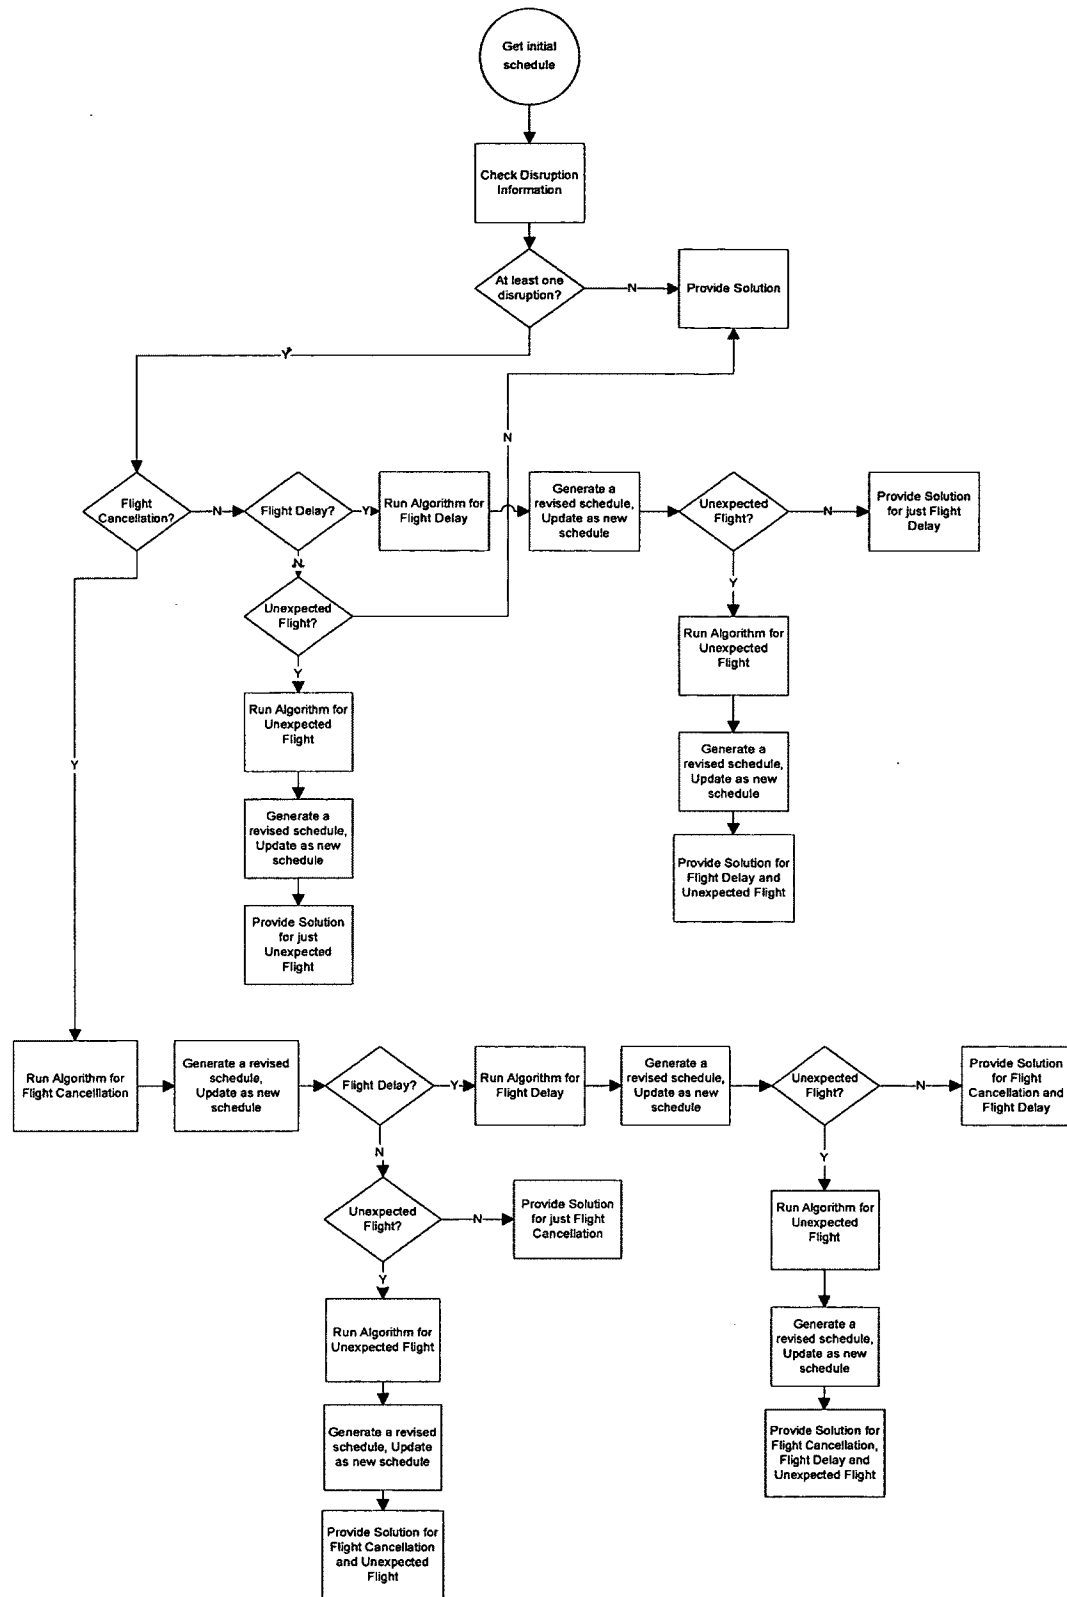 Get initial
schedule
Check Disruption
Information
At least one
disruption?
N
Provide Solution
Y
N
Flight
Cancellation?
N
Flight Delay?
Y
Run Algorithm for
Flight Delay
Generate a
revised schedule,
Update as new
schedule
Unexpected
Flight?
N
Provide Solution
for just Flight
Delay
N
Unexpected
Flight?
Y
Run Algorithm for
Unexpected
Flight
Generate a
revised schedule,
Update as new
schedule
Provide Solution
for just
Unexpected
Flight
Y
Run Algorithm for
Unexpected
Flight
Generate a
revised schedule,
Update as new
schedule
Provide Solution for
Flight Delay and
Unexpected Flight
Y
Run Algorithm for
Flight Cancelllation
Generate a revised
schedule,
Update as new
schedule
Flight Delay?
Y
Run Algorithm for
Flight Delay
Generate a
revised schedule,
Update as new
schedule
Unexpected
Flight?
N
Provide Solution
for Flight
Cancellation and
Flight Delay
N
Unexpected
Flight?
N
Provide Solution
for just Flight
Cancellation
Y
Run Algorithm for
Unexpected Flight
Generate a revised
schedule, Update
as new schedule
Provide Solution for
Flight Cancellation
and Unexpected
Flight
Y
Run Algorithm for
Unexpected
Flight
Generate a
revised schedule,
Update as new
schedule
Provide Solution for
Flight Cancellation,
Flight Delay and
Unexpected Flight